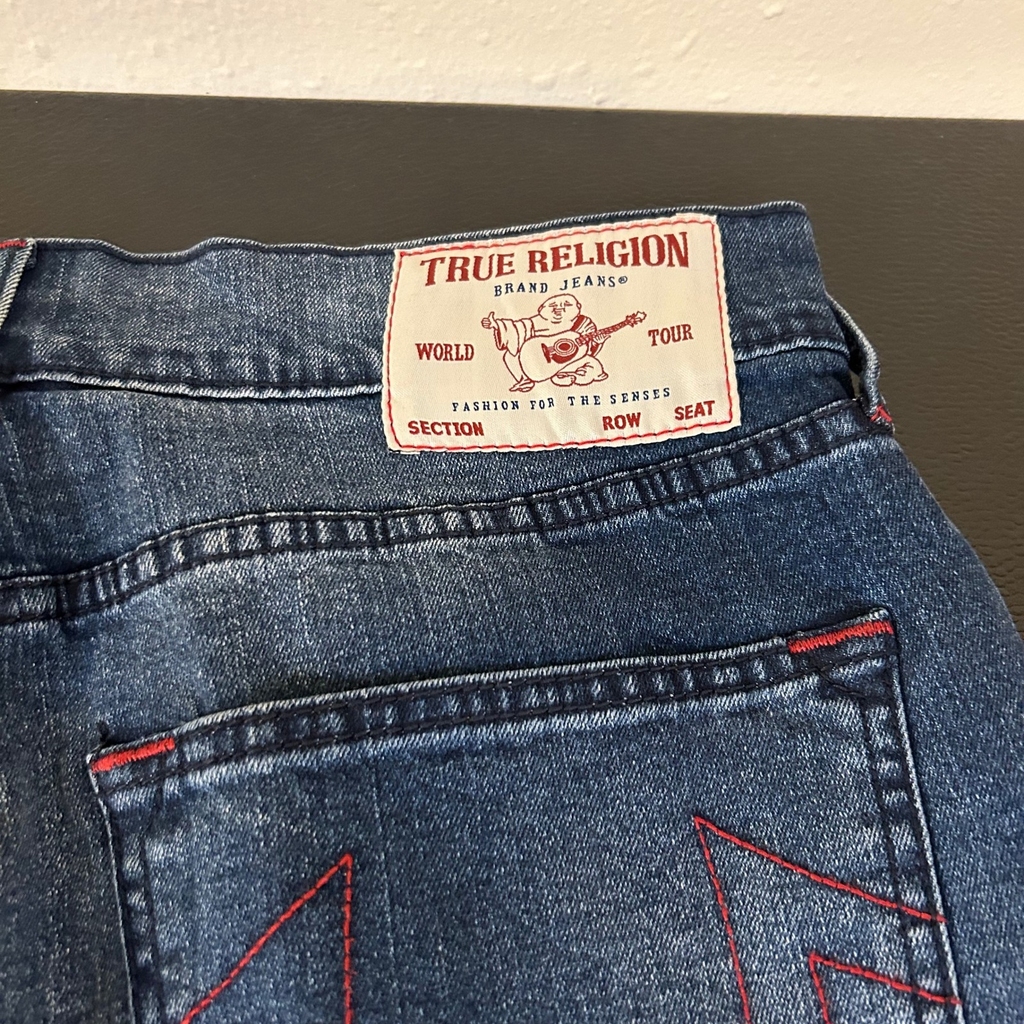 TRUE RELIGION
BRAND JEANS®
WORLD TOUR
FASHION FOR THE SENSES
SECTION ROW SEAT